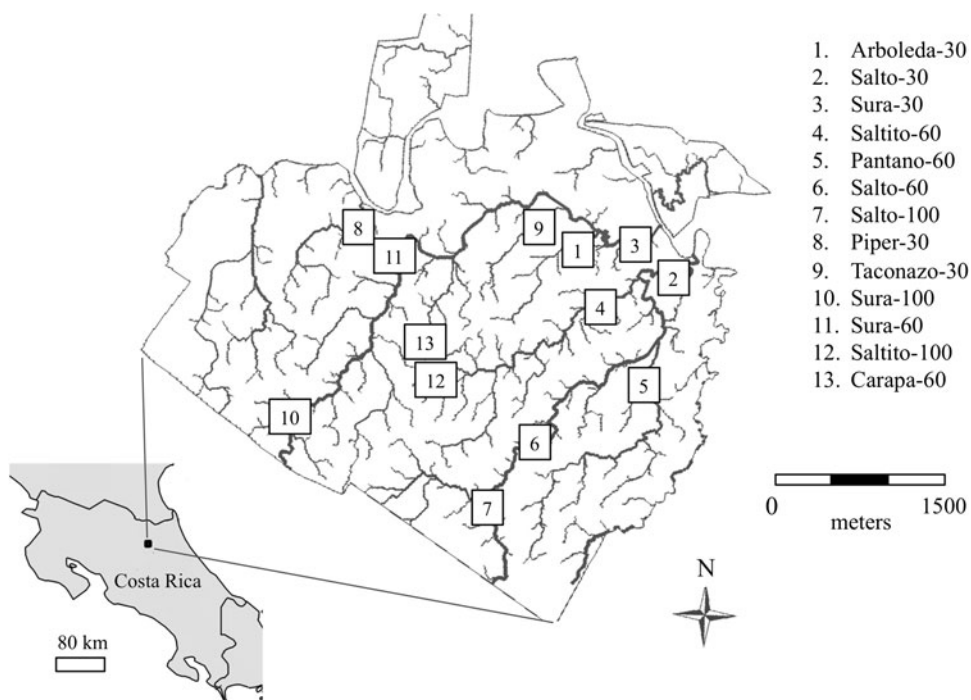 1. Arboleda-30
2. Salto-30
3. Sura-30
4. Saltito-60
5. Pantano-60
6. Salto-60
7. Salto-100
8. Piper-30
9. Taconazo-30
10. Sura-100
11. Sura-60
12. Saltito-100
13. Carapa-60
8
9
11
1
3
2
4
13
12
5
10
6
7
0 1500
meters
N
Costa Rica
80 km